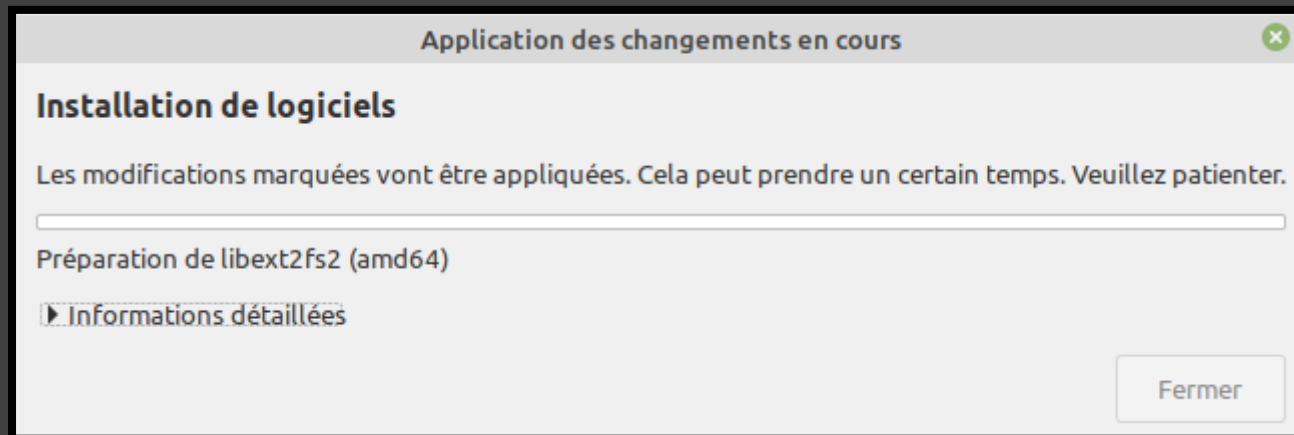 Application des changements en cours
Installation de logiciels
Les modifications marquées vont être appliquées. Cela peut prendre un certain temps. Veuillez patienter.
Préparation de libext2fs2 (amd64)
Informations détaillées
Fermer